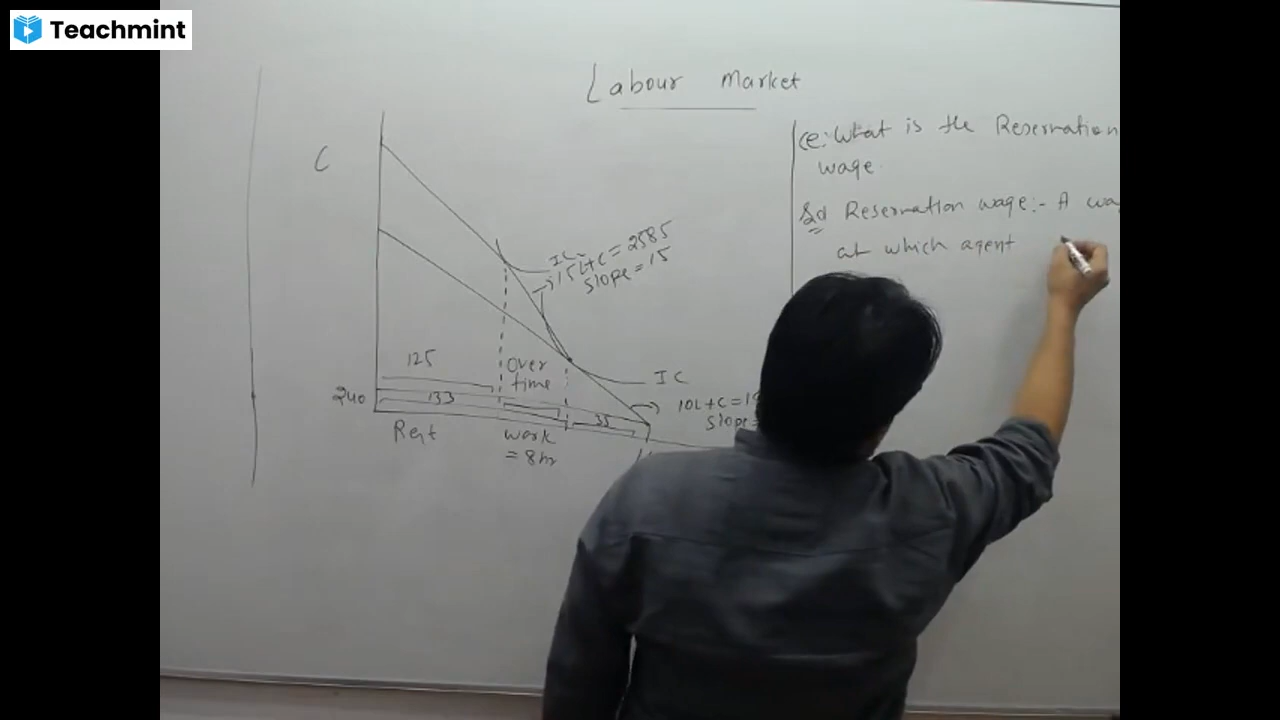 Teachmint
Labour Market
C
(e: What is the Reservation
wage.
Sol Reservation wage:- A wa
at which agent
IC
15L+C=2585
slope=15
125
Over
time
IC
240
133
35
10L+C=
slope=
Rest
work
= 8hr